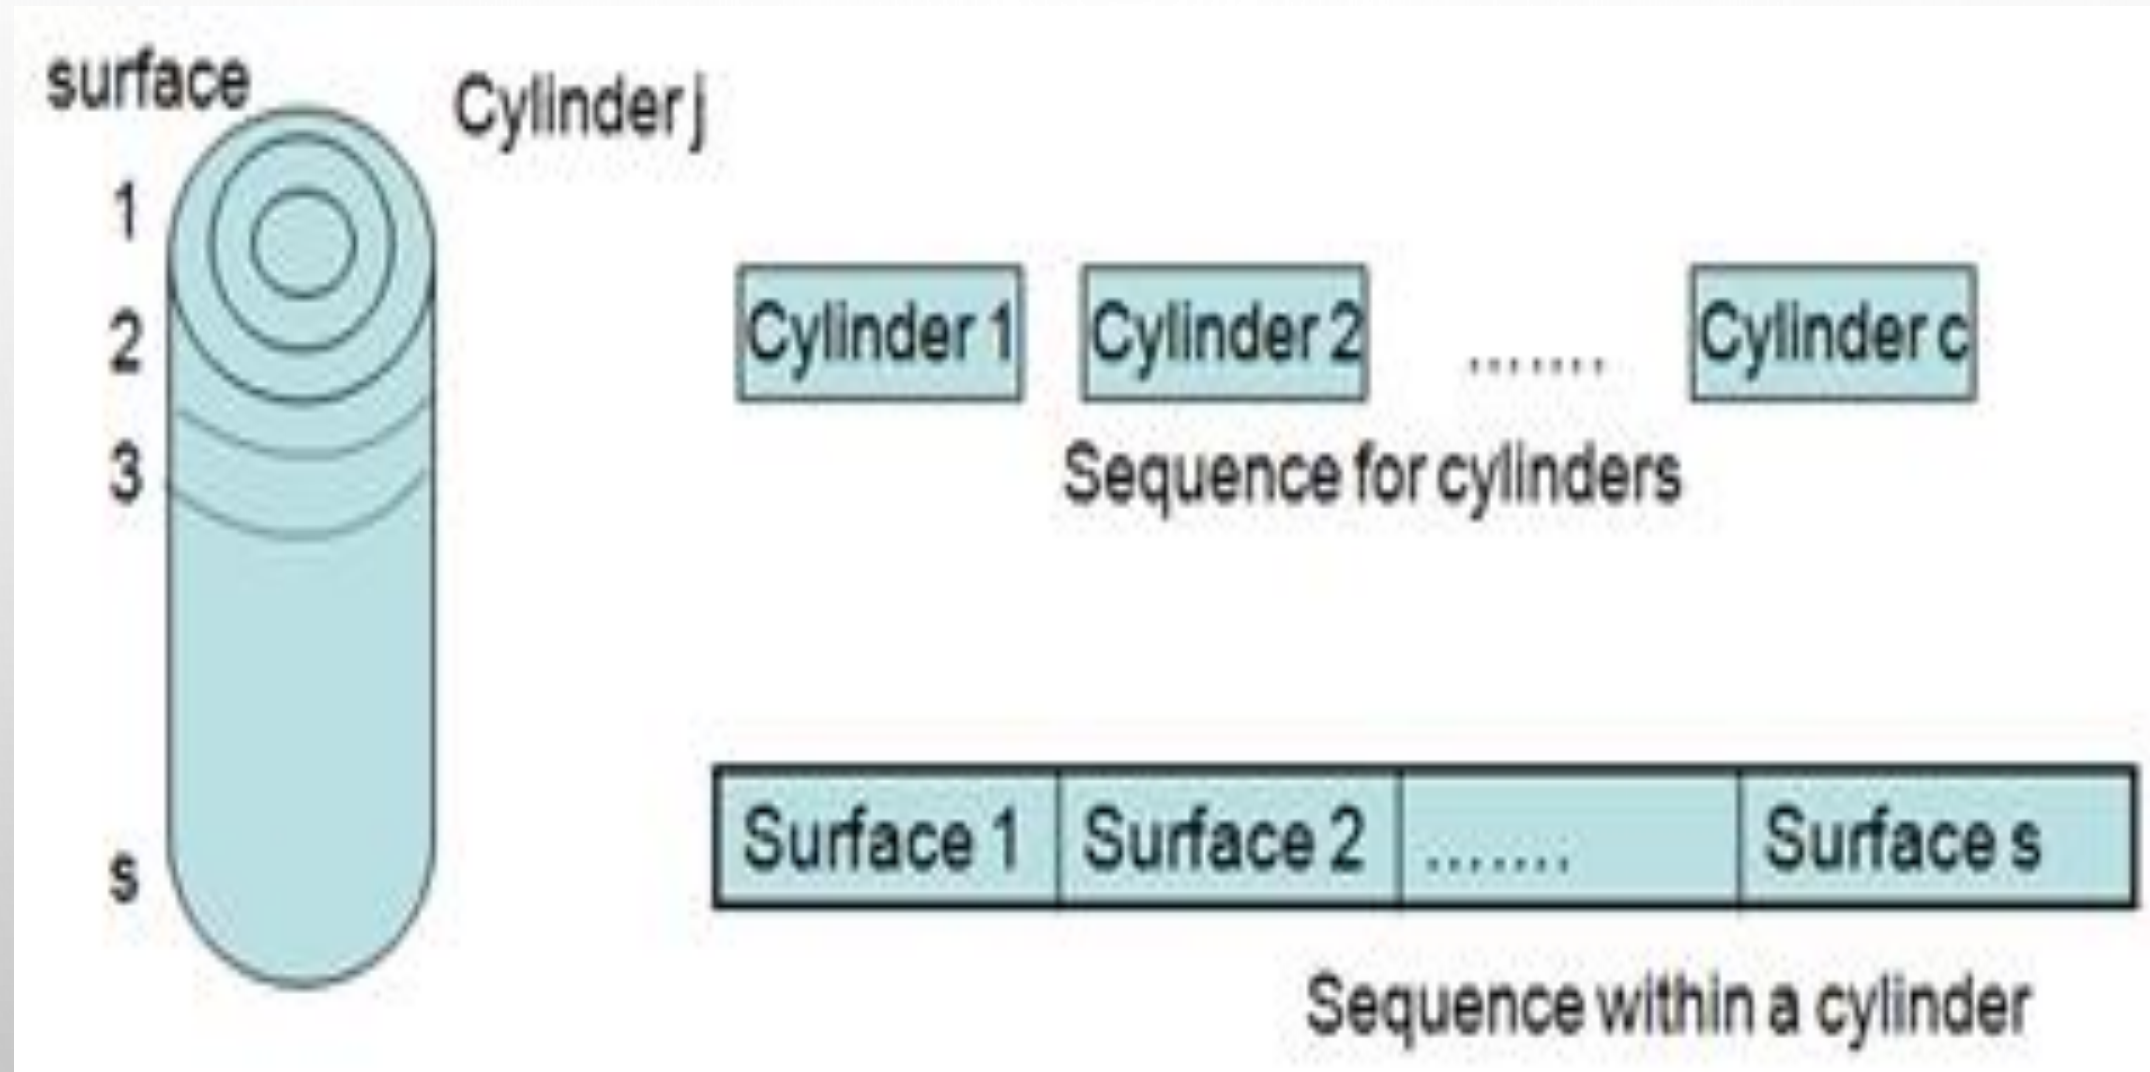 surface
Cylinder j
1
2
3
s
Cylinder 1 Cylinder 2 ....... Cylinder c
Sequence for cylinders
Surface 1 Surface 2 ....... Surface s
Sequence within a cylinder